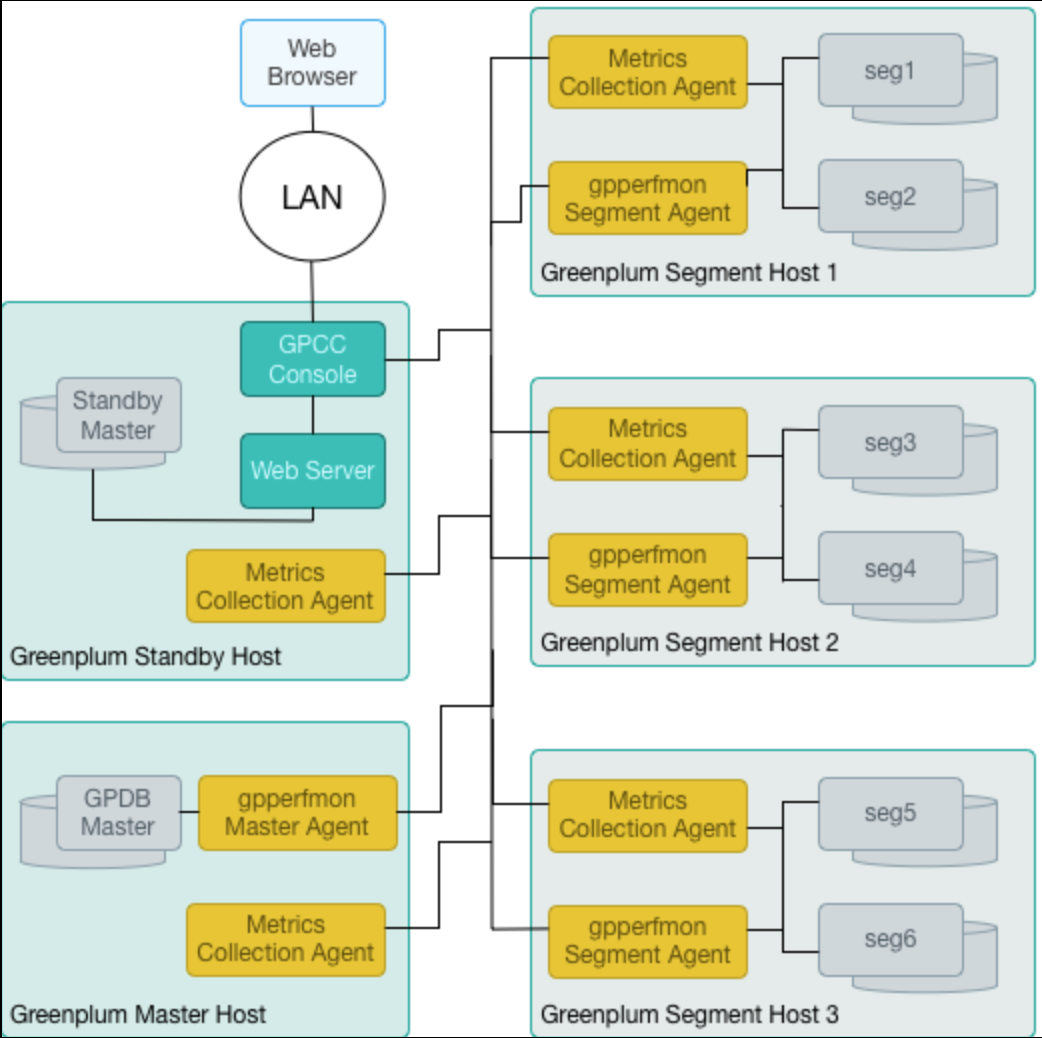 Web
Browser
LAN
GPCC
Console
Standby
Master
Web Server
Metrics
Collection Agent
Greenplum Standby Host
GPDB
Master
gpperfmon
Master Agent
Metrics
Collection Agent
Greenplum Master Host
Metrics
Collection Agent
seg1
gpperfmon
Segment Agent
seg2
Greenplum Segment Host 1
Metrics
Collection Agent
seg3
gpperfmon
Segment Agent
seg4
Greenplum Segment Host 2
Metrics
Collection Agent
seg5
gpperfmon
Segment Agent
seg6
Greenplum Segment Host 3